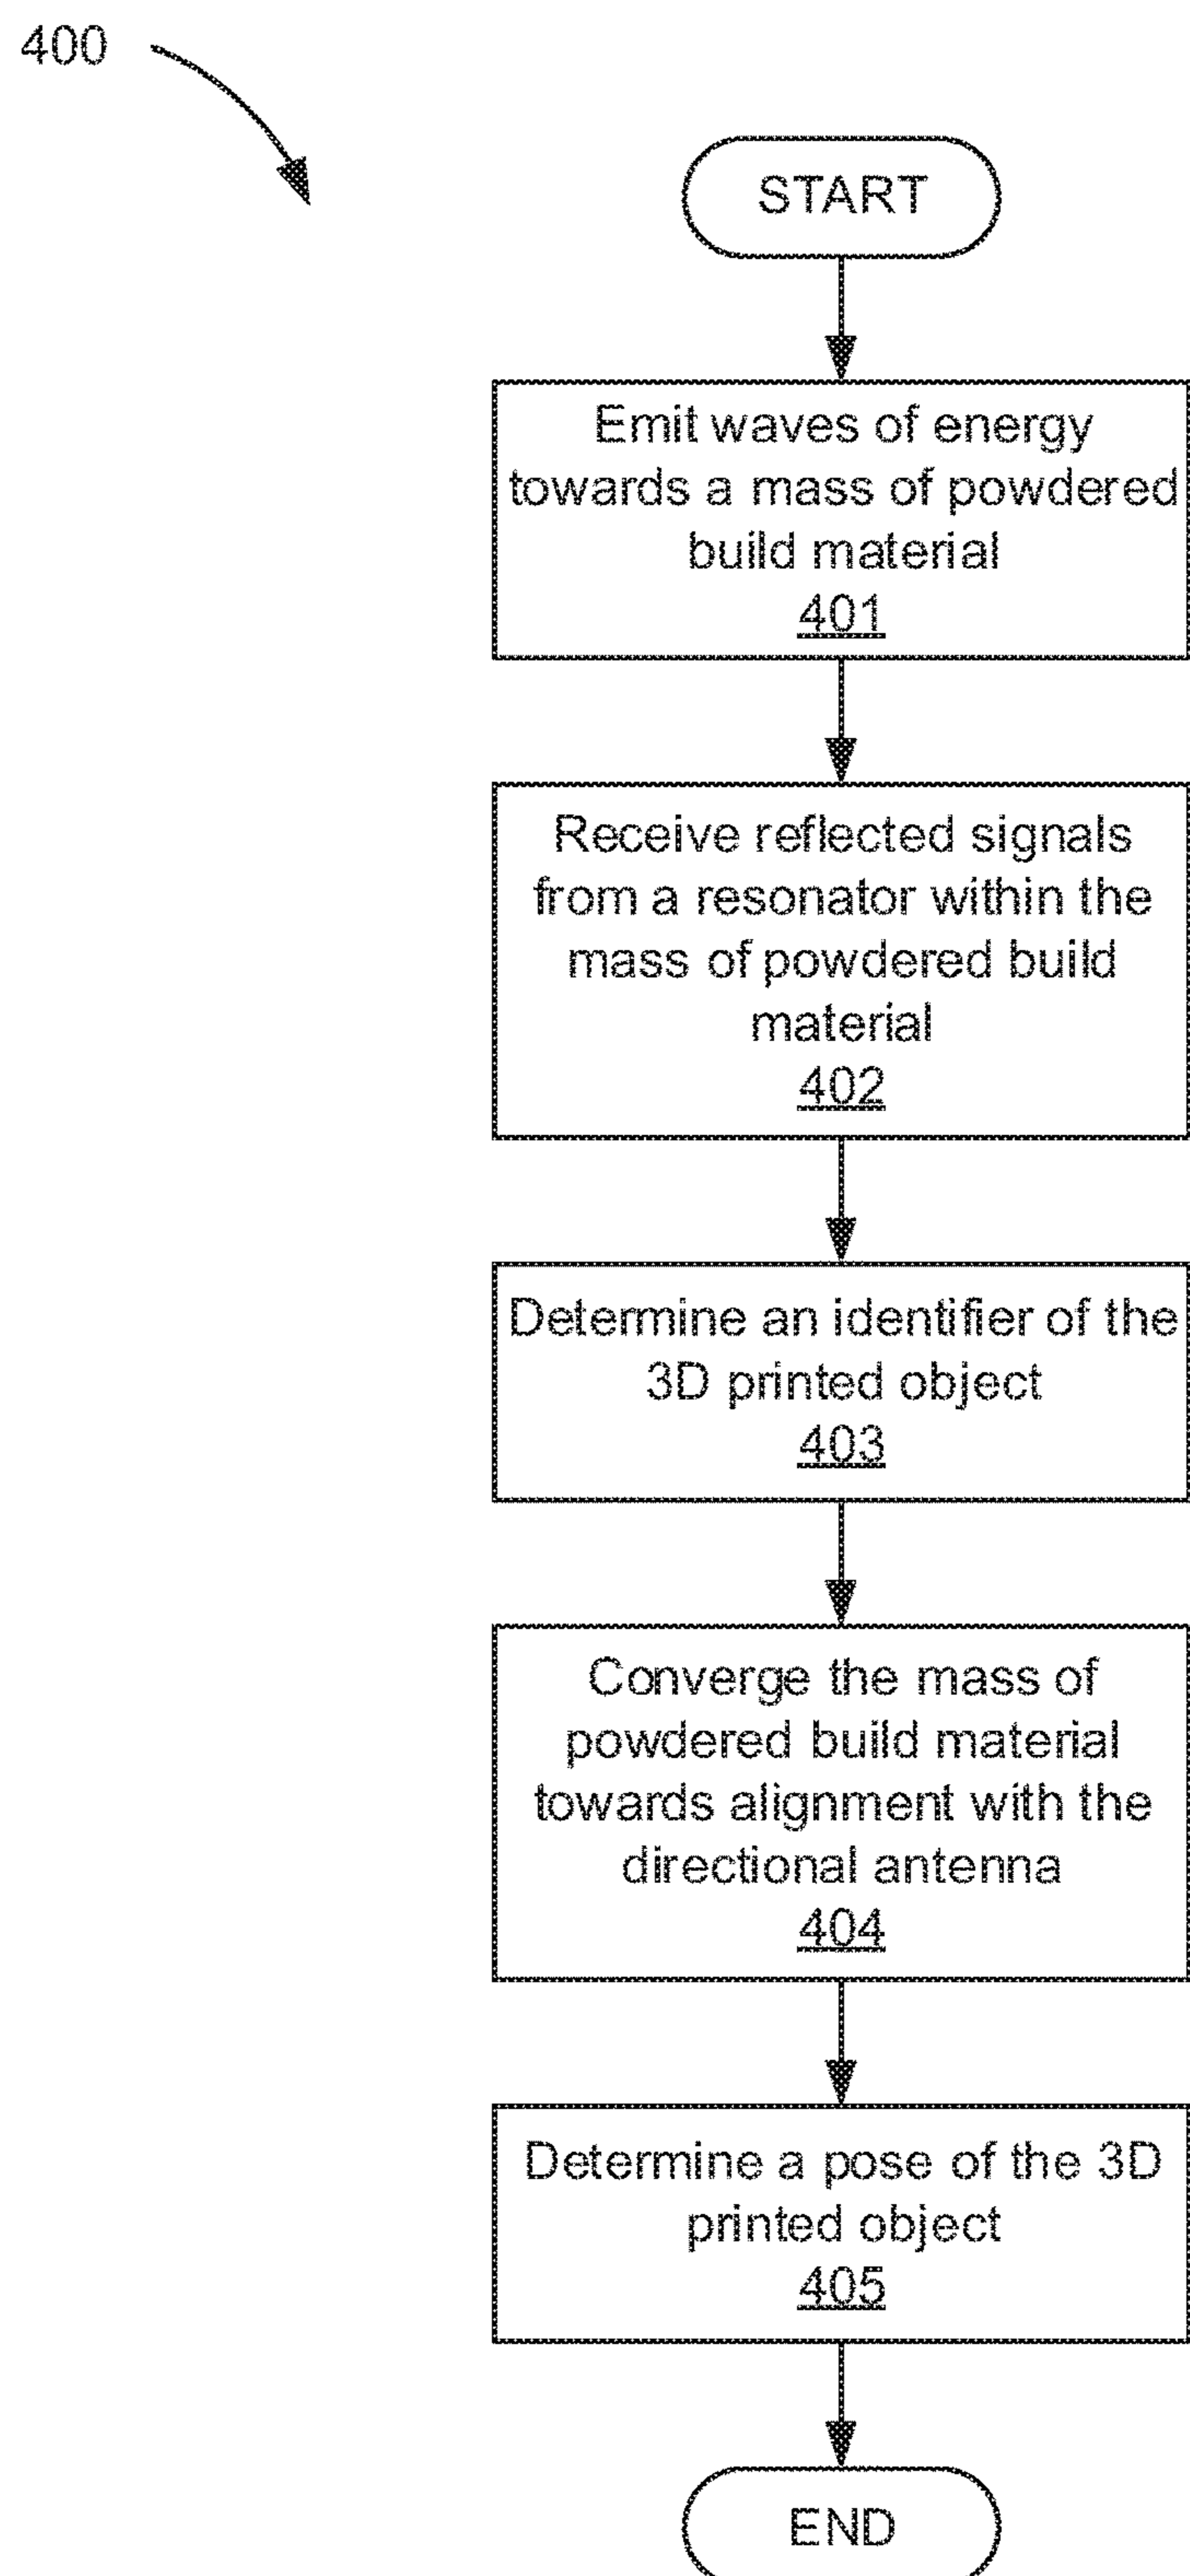 400
START
Emit waves of energy
towards a mass of powdered
build material
401
Receive reflected signals
from a resonator within the
mass of powdered build
material
402
Determine an identifier of the
3D printed object
403
Converge the mass of
powdered build material
towards alignment with the
directional antenna
404
Determine a pose of the 3D
printed object
405
END